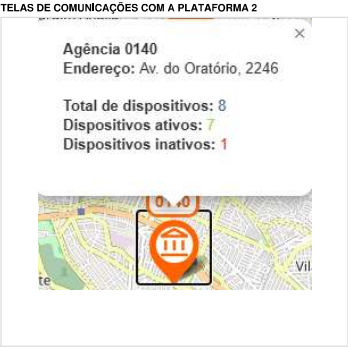 TELAS DE COMUNICAÇÕES COM A PLATAFORMA 2
×
Agência 0140
Endereço: Av. do Oratório, 2246
Total de dispositivos: 8
Dispositivos ativos: 7
Dispositivos inativos: 1
Vil
te